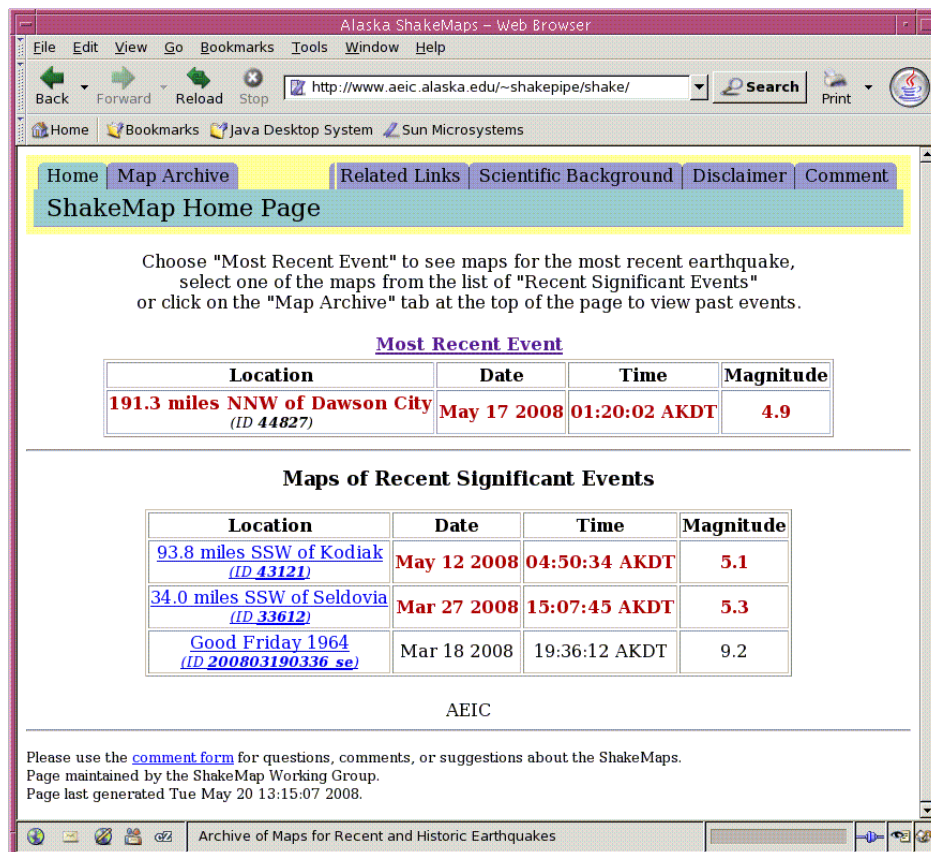 Alaska ShakeMaps – Web Browser
File Edit View Go Bookmarks Tools Window Help
Back Forward Reload Stop http://www.aeic.alaska.edu/~shakepipe/shake/ Search Print
Home Bookmarks Java Desktop System Sun Microsystems
Home Map Archive Related Links Scientific Background Disclaimer Comment
ShakeMap Home Page
Choose "Most Recent Event" to see maps for the most recent earthquake,
select one of the maps from the list of "Recent Significant Events"
or click on the "Map Archive" tab at the top of the page to view past events.
Most Recent Event
Location Date Time Magnitude
191.3 miles NNW of Dawson City May 17 2008 01:20:02 AKDT 4.9
(ID 44827)
Maps of Recent Significant Events
Location Date Time Magnitude
93.8 miles SSW of Kodiak May 12 2008 04:50:34 AKDT 5.1
(ID 43121)
34.0 miles SSW of Seldovia Mar 27 2008 15:07:45 AKDT 5.3
(ID 33612)
Good Friday 1964 Mar 18 2008 19:36:12 AKDT 9.2
(ID 200803190336_se)
AEIC
Please use the comment form for questions, comments, or suggestions about the ShakeMaps.
Page maintained by the ShakeMap Working Group.
Page last generated Tue May 20 13:15:07 2008.
Archive of Maps for Recent and Historic Earthquakes